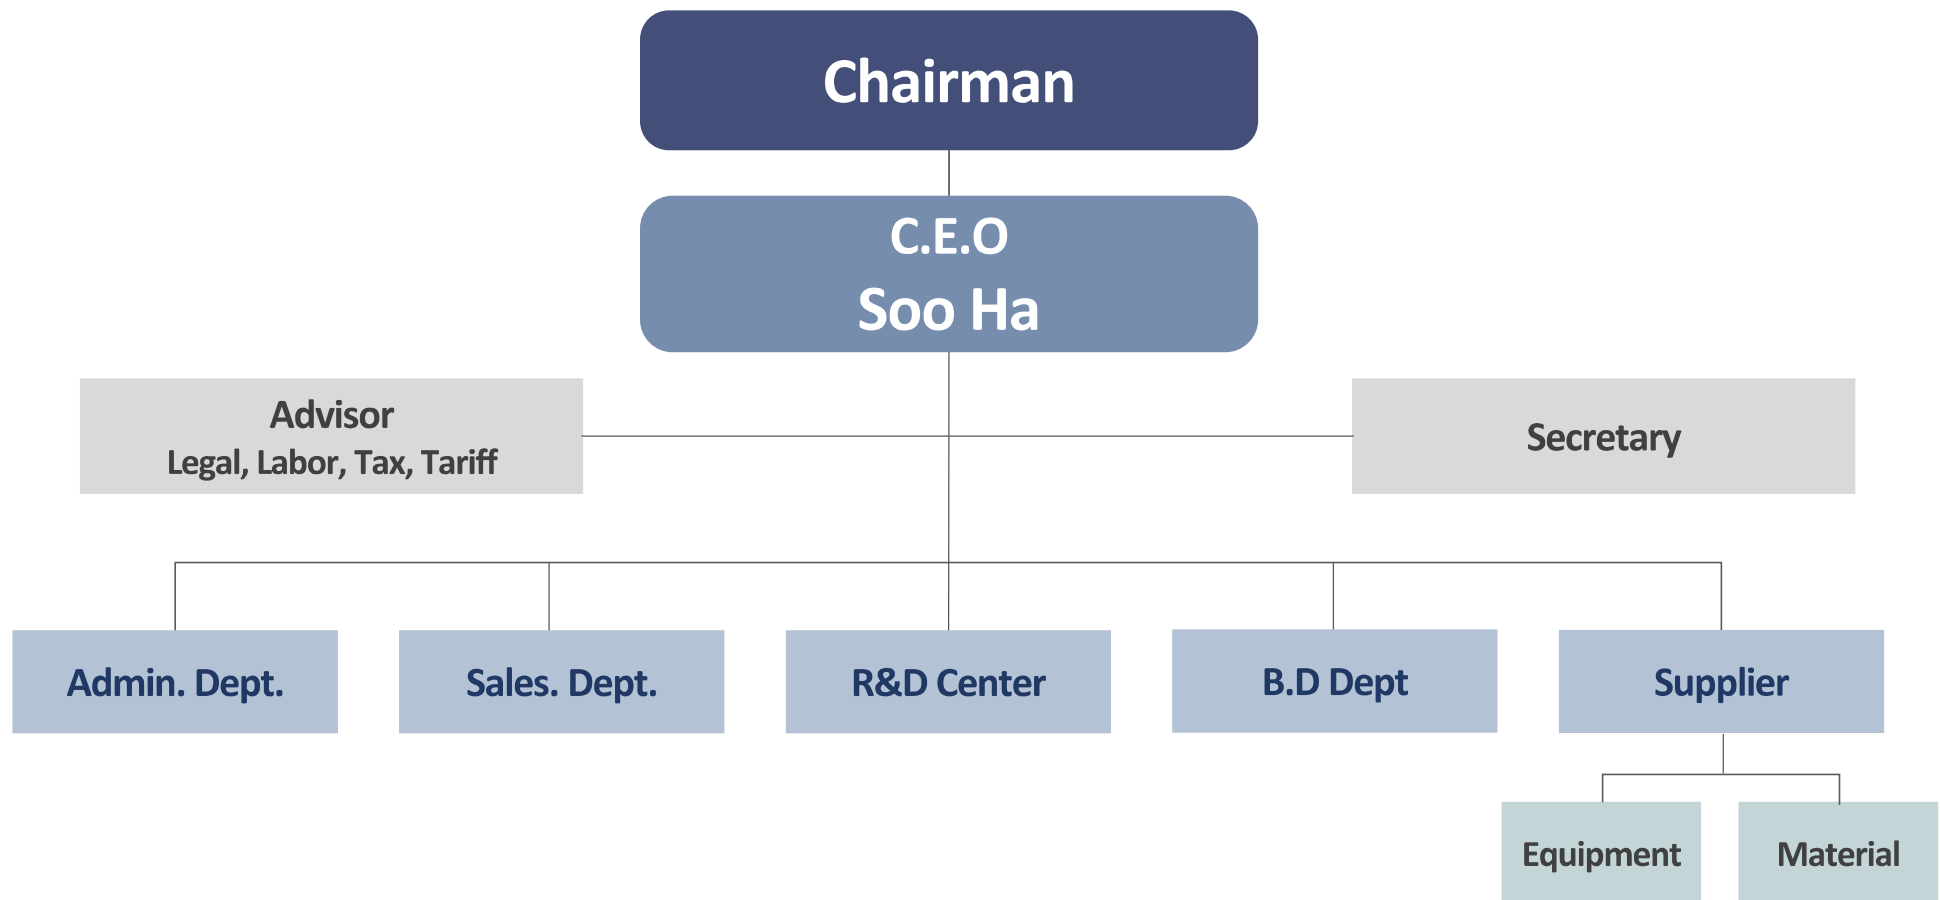 Chairman
C.E.O
Soo Ha
Advisor
Legal, Labor, Tax, Tariff
Secretary
Admin. Dept.
Sales. Dept.
R&D Center
B.D Dept
Supplier
Equipment
Material